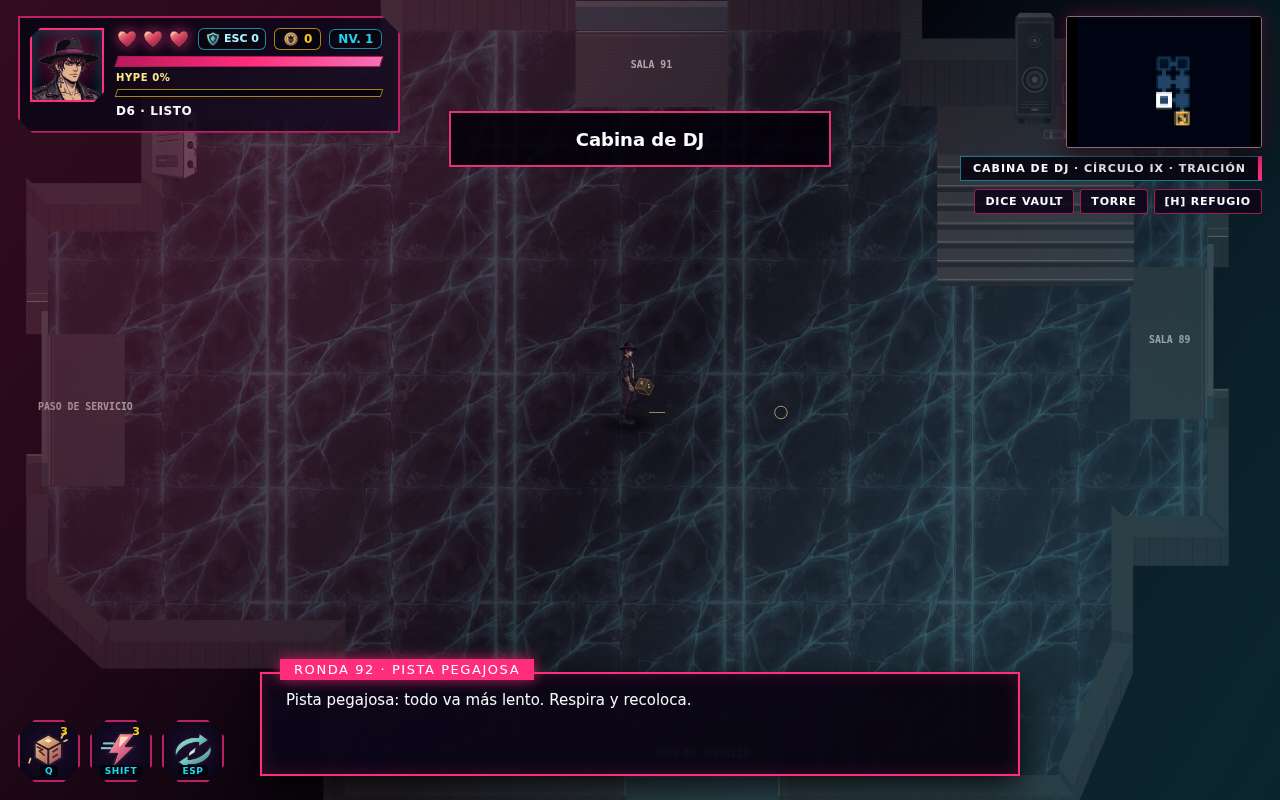 ESC 0
0
NV. 1
HYPE 0%
D6 · LISTO
SALA 91
Cabina de DJ
CABINA DE DJ · CÍRCULO IX · TRAICIÓN
DICE VAULT
TORRE
[H] REFUGIO
SALA 89
PASO DE SERVICIO
RONDA 92 · PISTA PEGAJOSA
Pista pegajosa: todo va más lento. Respira y recoloca.
3
Q
3
SHIFT
ESP